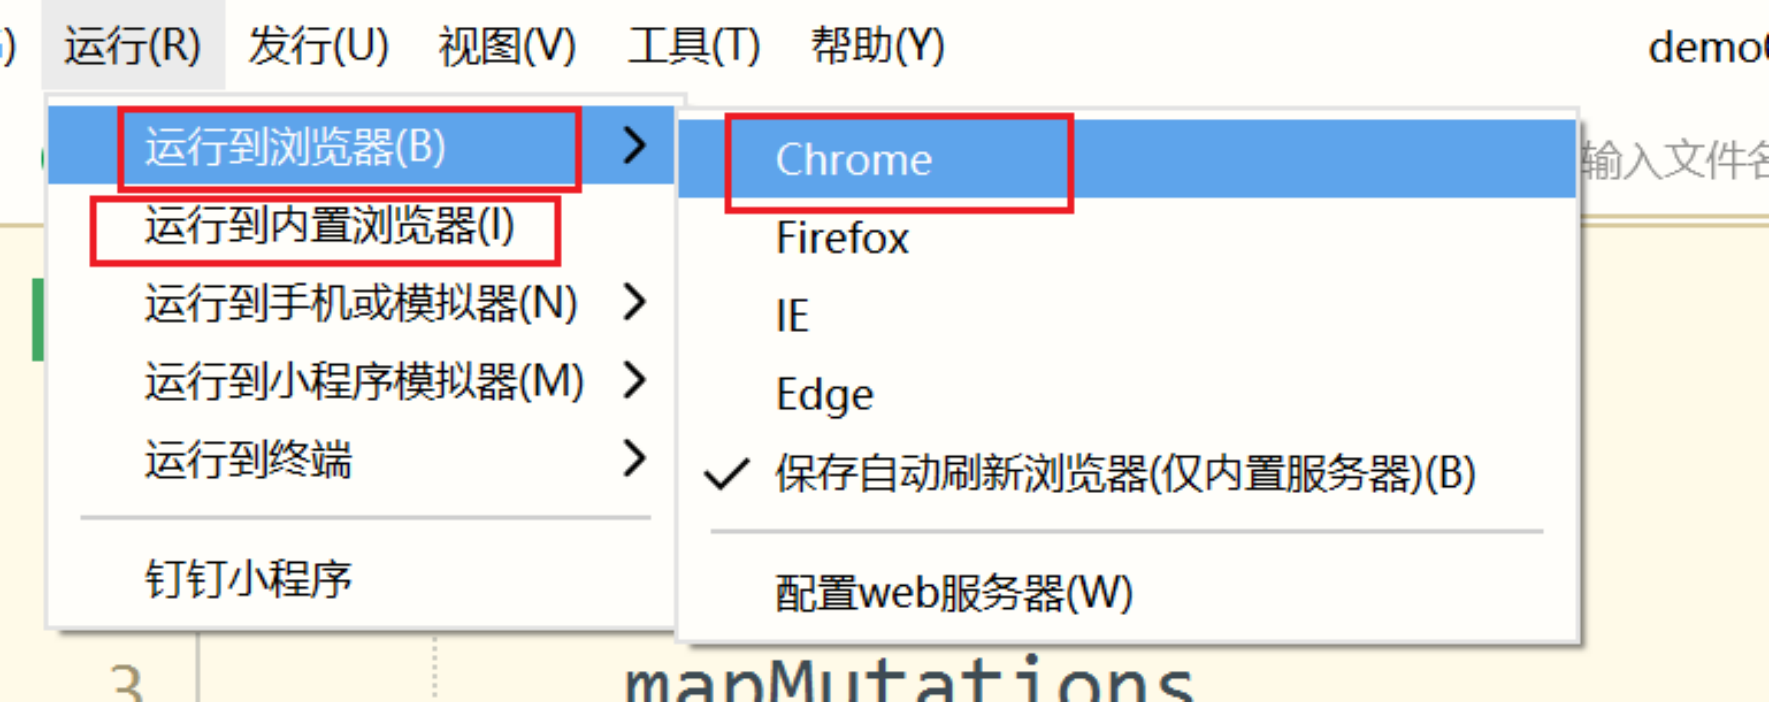 运行(R) 发行(U) 视图(V) 工具(T) 帮助(Y) demo
运行到浏览器(B)
运行到内置浏览器(I)
运行到手机或模拟器(N)
运行到小程序模拟器(M)
运行到终端
钉钉小程序
Chrome
Firefox
IE
Edge
保存自动刷新浏览器(仅内置服务器)(B)
配置web服务器(W)
输入文件名
3 mapMutations